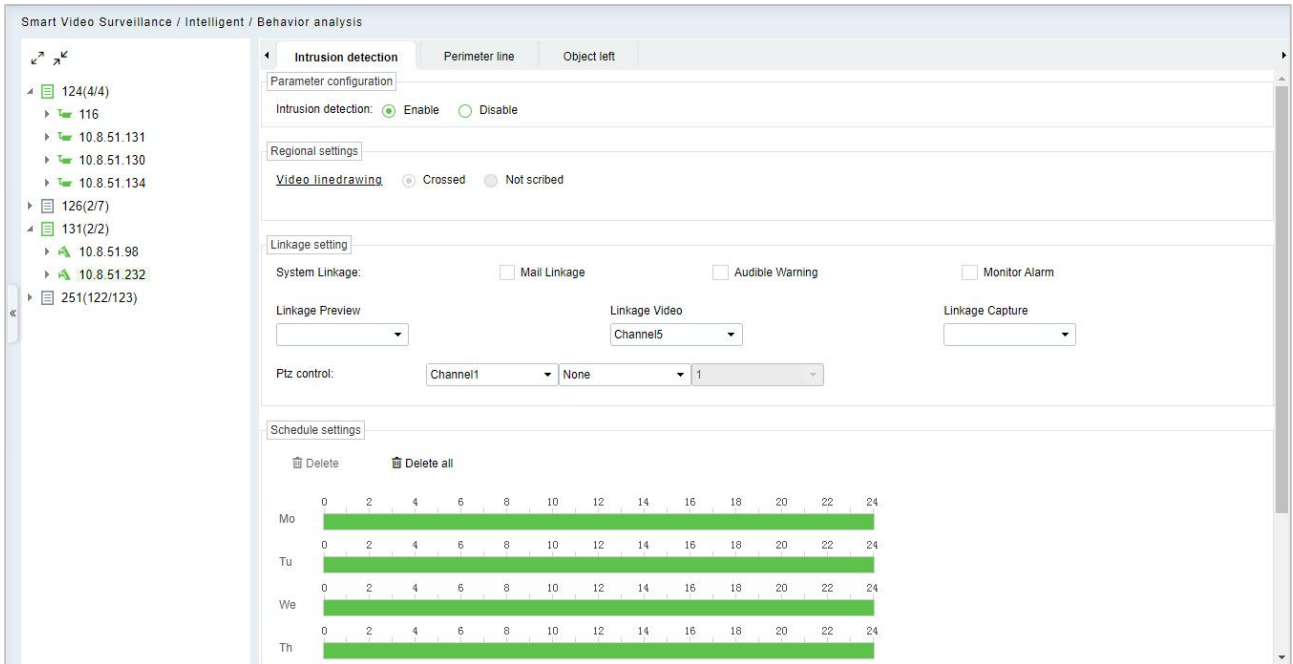 Smart Video Surveillance / Intelligent / Behavior analysis
124(4/4)
116
10.8.51.131
10.8.51.130
10.8.51.134
126(2/7)
131(2/2)
10.8.51.98
10.8.51.232
251(122/123)
Intrusion detection Perimeter line Object left
Parameter configuration
Intrusion detection: Enable Disable
Regional settings
Video linedrawing Crossed Not scribed
Linkage setting
System Linkage: Mail Linkage Audible Warning Monitor Alarm
Linkage Preview Linkage Video Linkage Capture
Channel5
Ptz control: Channel1 None 1
Schedule settings
Delete Delete all
0 2 4 6 8 10 12 14 16 18 20 22 24
Mo
0 2 4 6 8 10 12 14 16 18 20 22 24
Tu
0 2 4 6 8 10 12 14 16 18 20 22 24
We
0 2 4 6 8 10 12 14 16 18 20 22 24
Th